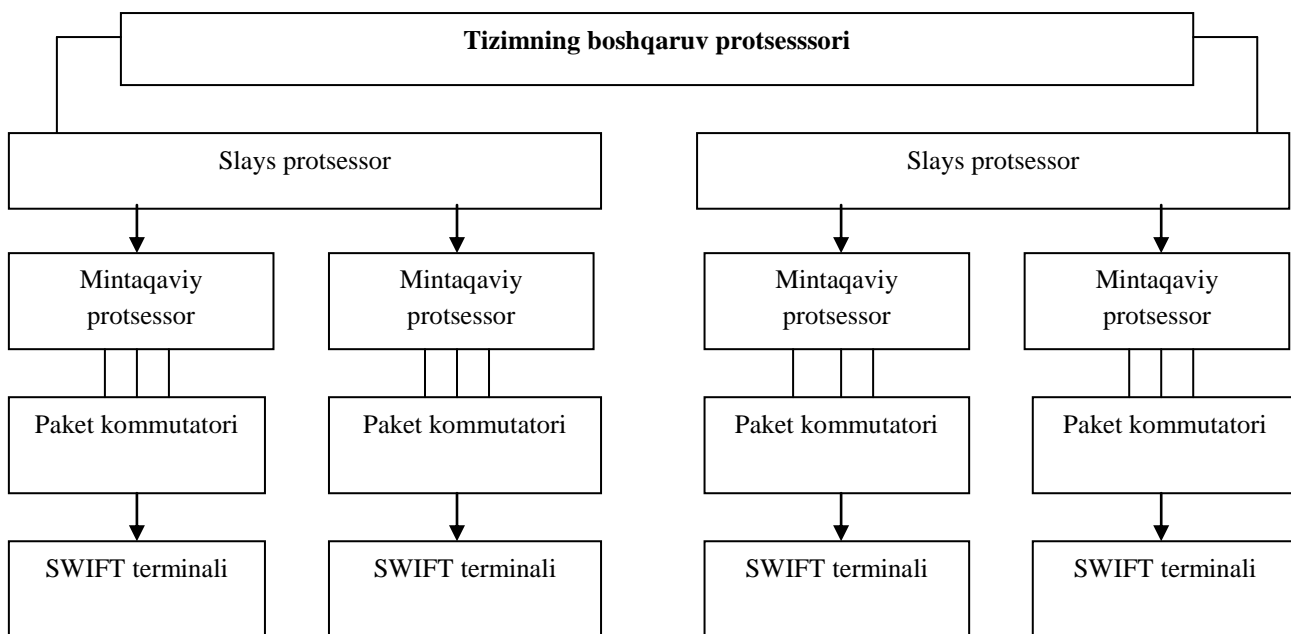 Tizimning boshqaruv protsesssori
Slays protsessor
Slays protsessor
Mintaqaviy
protsessor
Mintaqaviy
protsessor
Mintaqaviy
protsessor
Mintaqaviy
protsessor
Paket kommutatori
Paket kommutatori
Paket kommutatori
Paket kommutatori
SWIFT terminali
SWIFT terminali
SWIFT terminali
SWIFT terminali